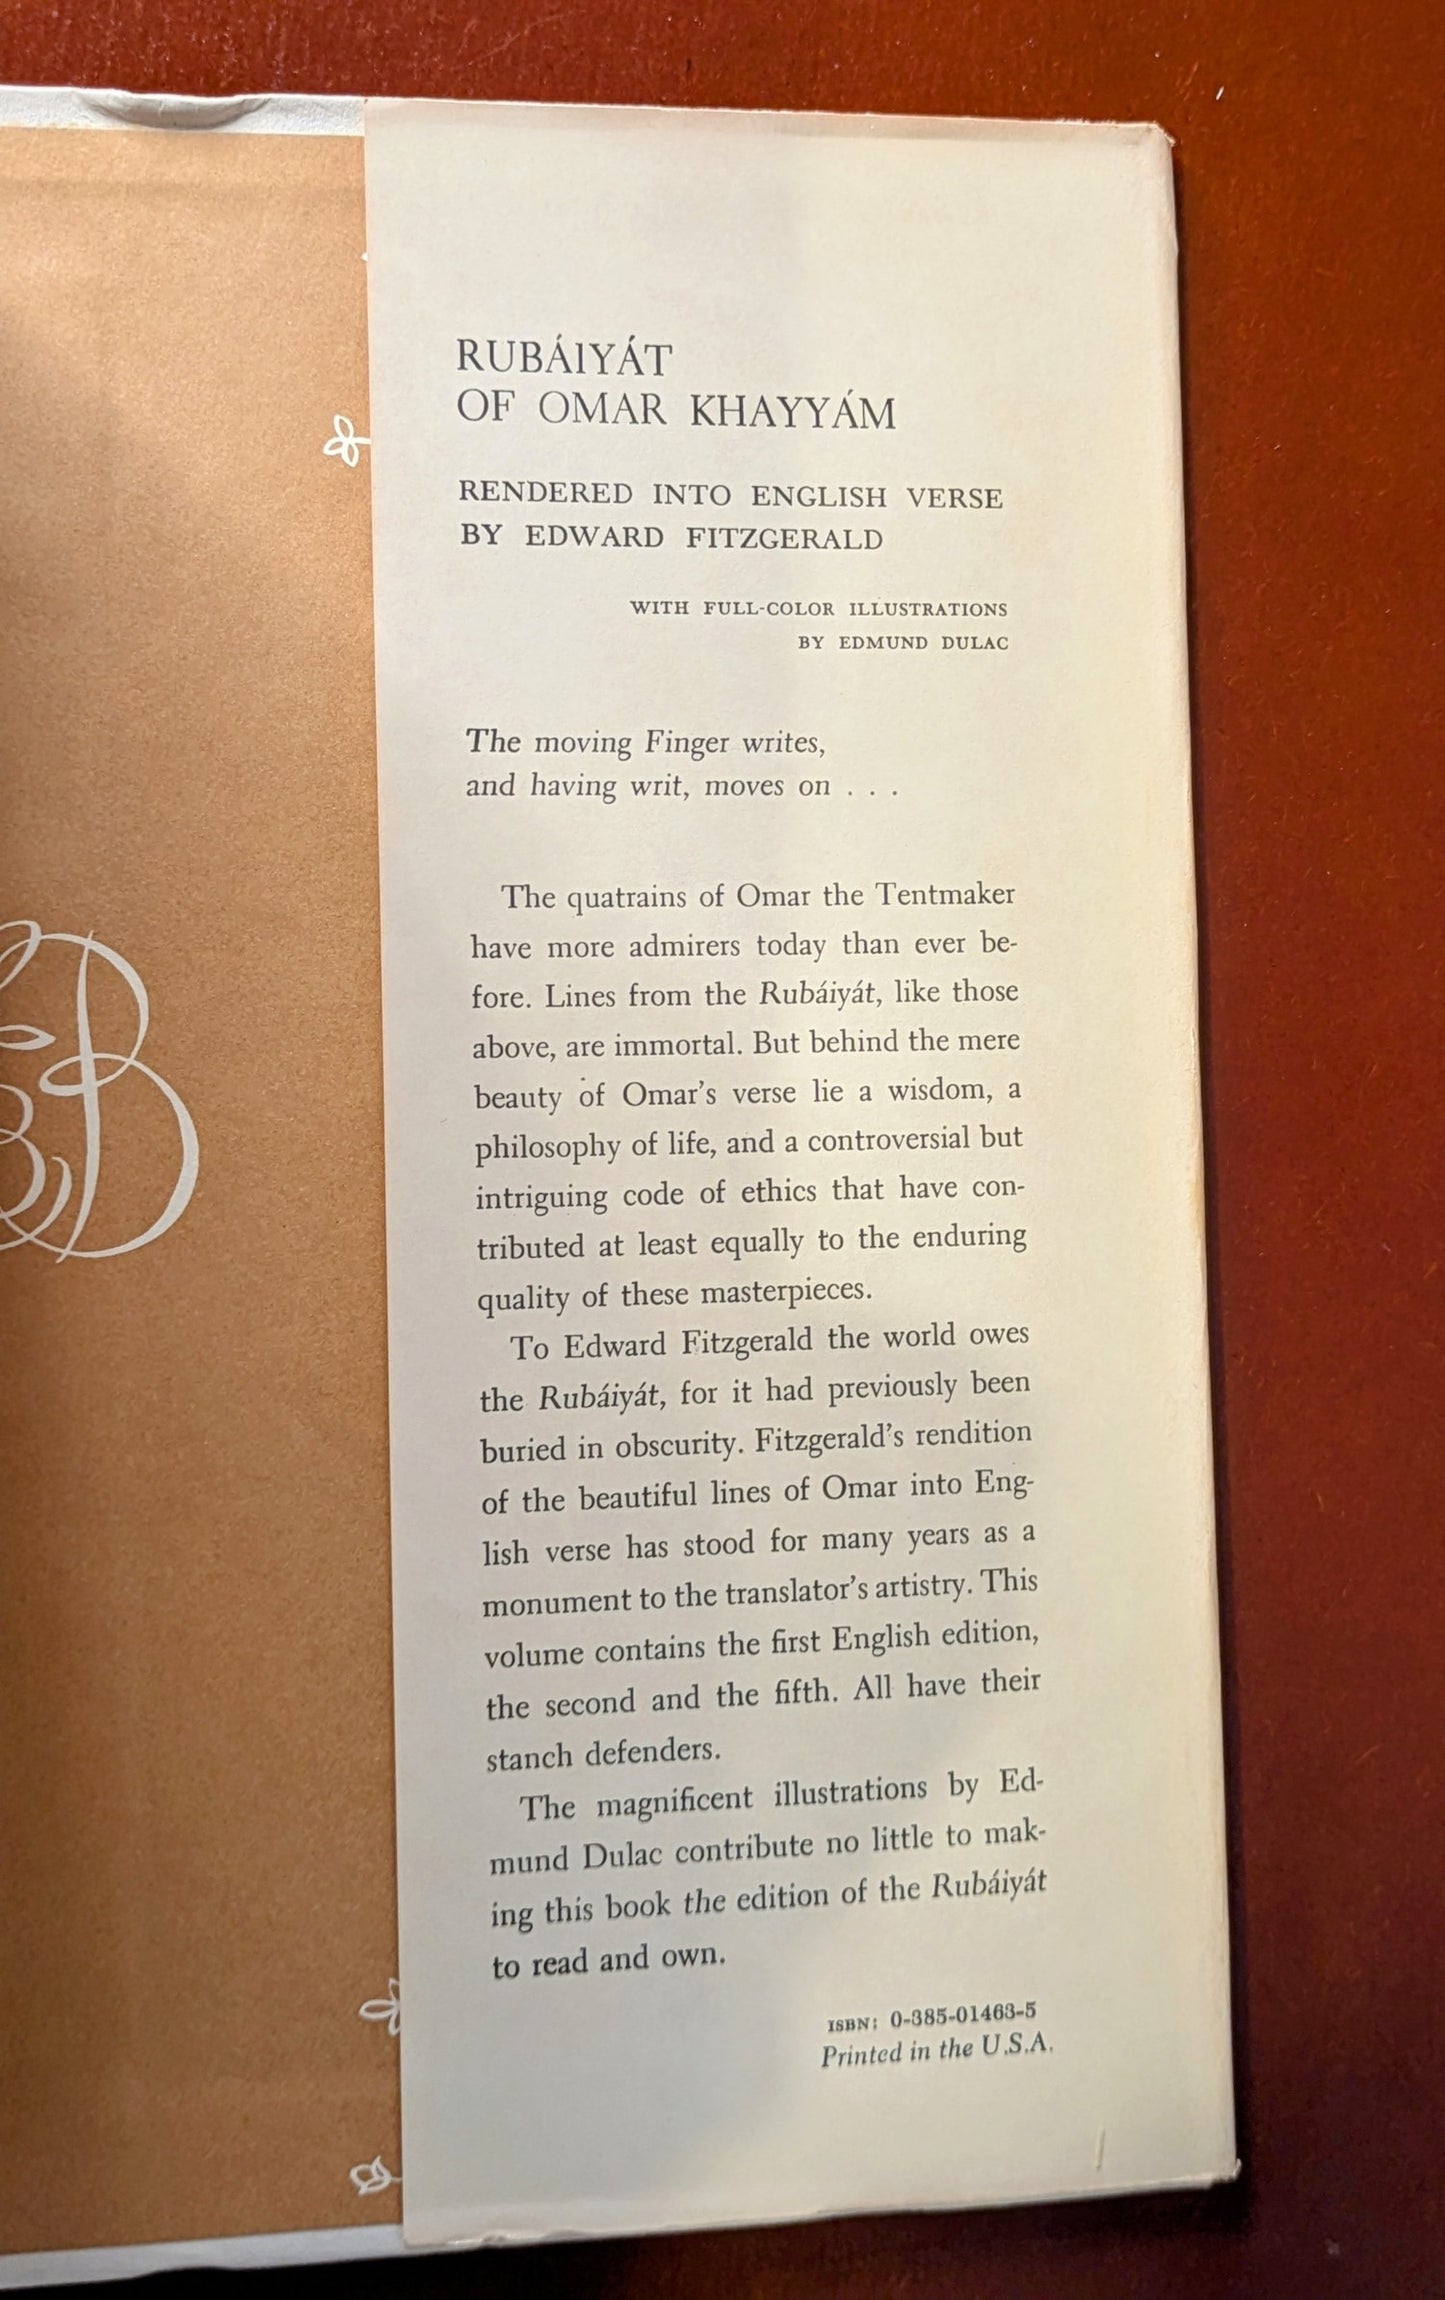 RUBÁIYÁT
OF OMAR KHAYYÁM
RENDERED INTO ENGLISH VERSE
BY EDWARD FITZGERALD
WITH FULL-COLOR ILLUSTRATIONS
BY EDMUND DULAC
The moving Finger writes,
and having writ, moves on . . .
The quatrains of Omar the Tentmaker
have more admirers today than ever be-
fore. Lines from the Rubáiyát, like those
above, are immortal. But behind the mere
beauty of Omar's verse lie a wisdom, a
philosophy of life, and a controversial but
intriguing code of ethics that have con-
tributed at least equally to the enduring
quality of these masterpieces.
To Edward Fitzgerald the world owes
the Rubáiyát, for it had previously been
buried in obscurity. Fitzgerald's rendition
of the beautiful lines of Omar into Eng-
lish verse has stood for many years as a
monument to the translator's artistry. This
volume contains the first English edition,
the second and the fifth. All have their
stanch defenders.
The magnificent illustrations by Ed-
mund Dulac contribute no little to mak-
ing this book the edition of the Rubáiyát
to read and own.
ISBN: 0-385-01463-5
Printed in the U.S.A.